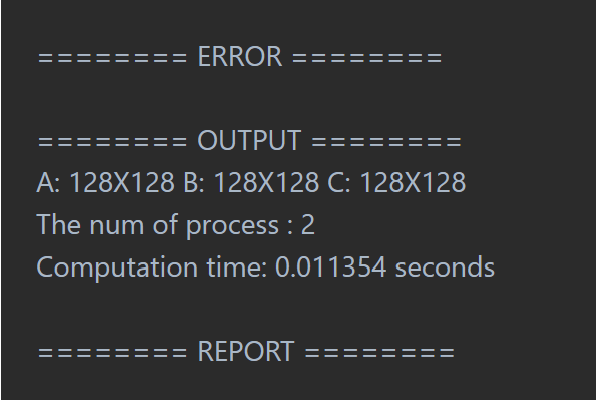 ======== ERROR ========
======== OUTPUT ========
A: 128X128 B: 128X128 C: 128X128
The num of process : 2
Computation time: 0.011354 seconds
======== REPORT ========